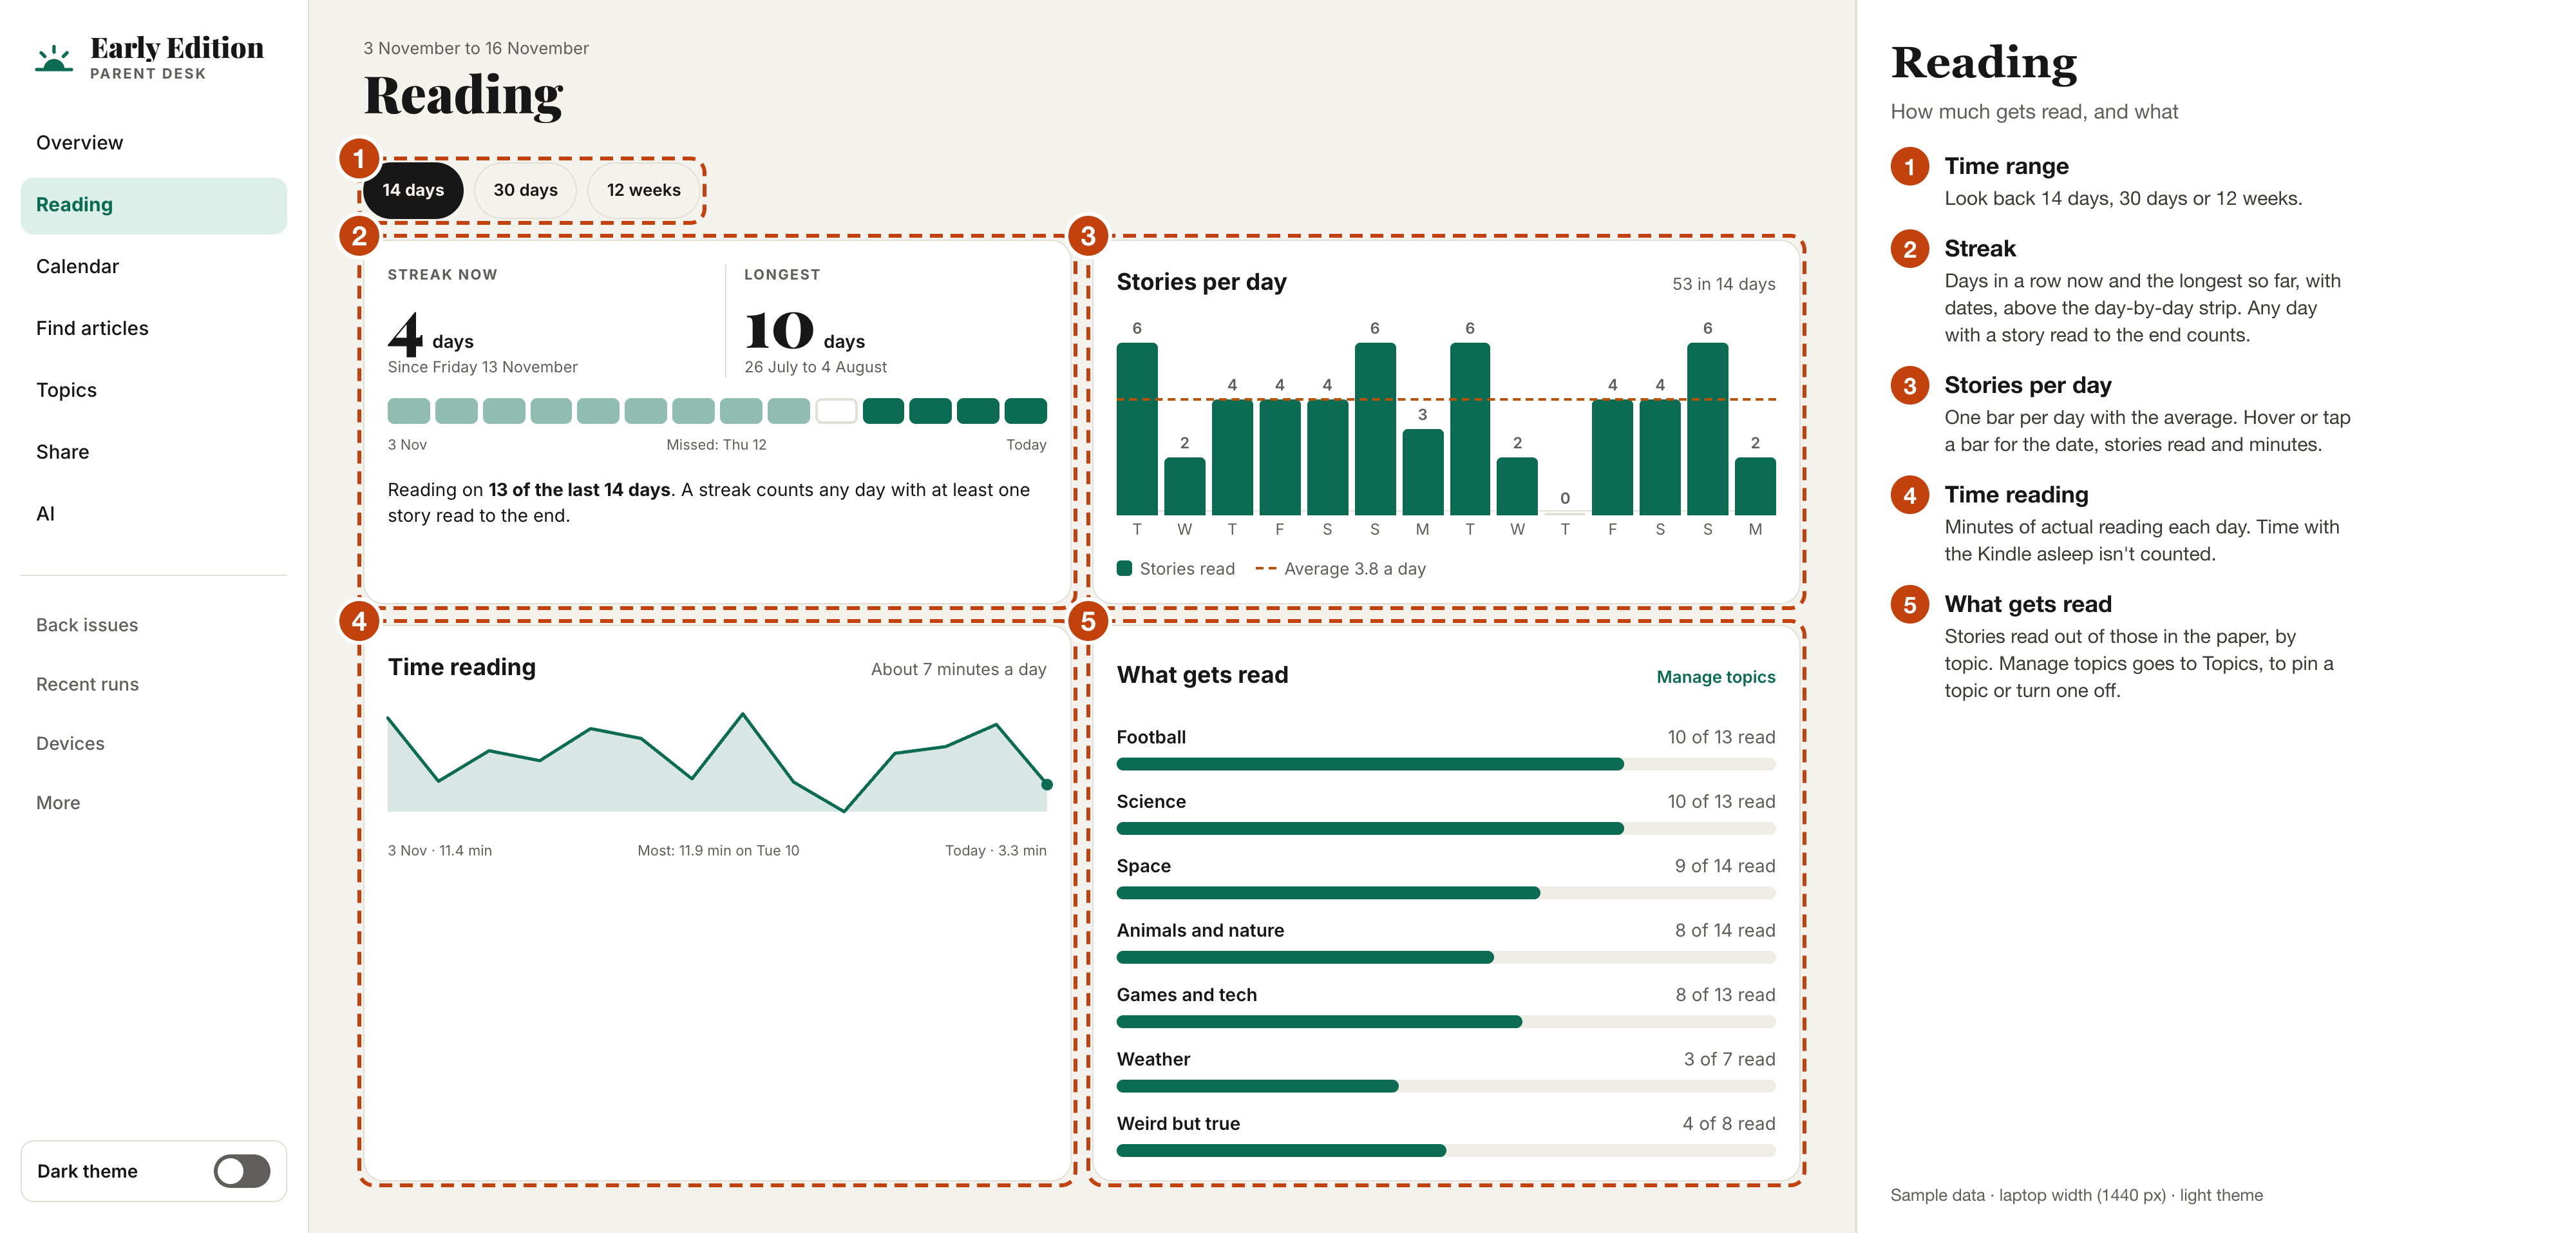 Early Edition
PARENT DESK
Overview
Reading
Calendar
Find articles
Topics
Share
AI
Back issues
Recent runs
Devices
More
Dark theme
3 November to 16 November
Reading
1
14 days
30 days
12 weeks
2
STREAK NOW
4 days
Since Friday 13 November
LONGEST
10 days
26 July to 4 August
3 Nov
Missed: Thu 12
Today
Reading on 13 of the last 14 days. A streak counts any day with at least one
story read to the end.
3
Stories per day
53 in 14 days
6 2 4 4 4 6 3 6 2 0 4 4 6 2
T W T F S S M T W T F S S M
Stories read
Average 3.8 a day
4
Time reading
About 7 minutes a day
3 Nov · 11.4 min
Most: 11.9 min on Tue 10
Today · 3.3 min
5
What gets read
Manage topics
Football
10 of 13 read
Science
10 of 13 read
Space
9 of 14 read
Animals and nature
8 of 14 read
Games and tech
8 of 13 read
Weather
3 of 7 read
Weird but true
4 of 8 read
Reading
How much gets read, and what
1
Time range
Look back 14 days, 30 days or 12 weeks.
2
Streak
Days in a row now and the longest so far, with
dates, above the day-by-day strip. Any day
with a story read to the end counts.
3
Stories per day
One bar per day with the average. Hover or tap
a bar for the date, stories read and minutes.
4
Time reading
Minutes of actual reading each day. Time with
the Kindle asleep isn't counted.
5
What gets read
Stories read out of those in the paper, by
topic. Manage topics goes to Topics, to pin a
topic or turn one off.
Sample data · laptop width (1440 px) · light theme